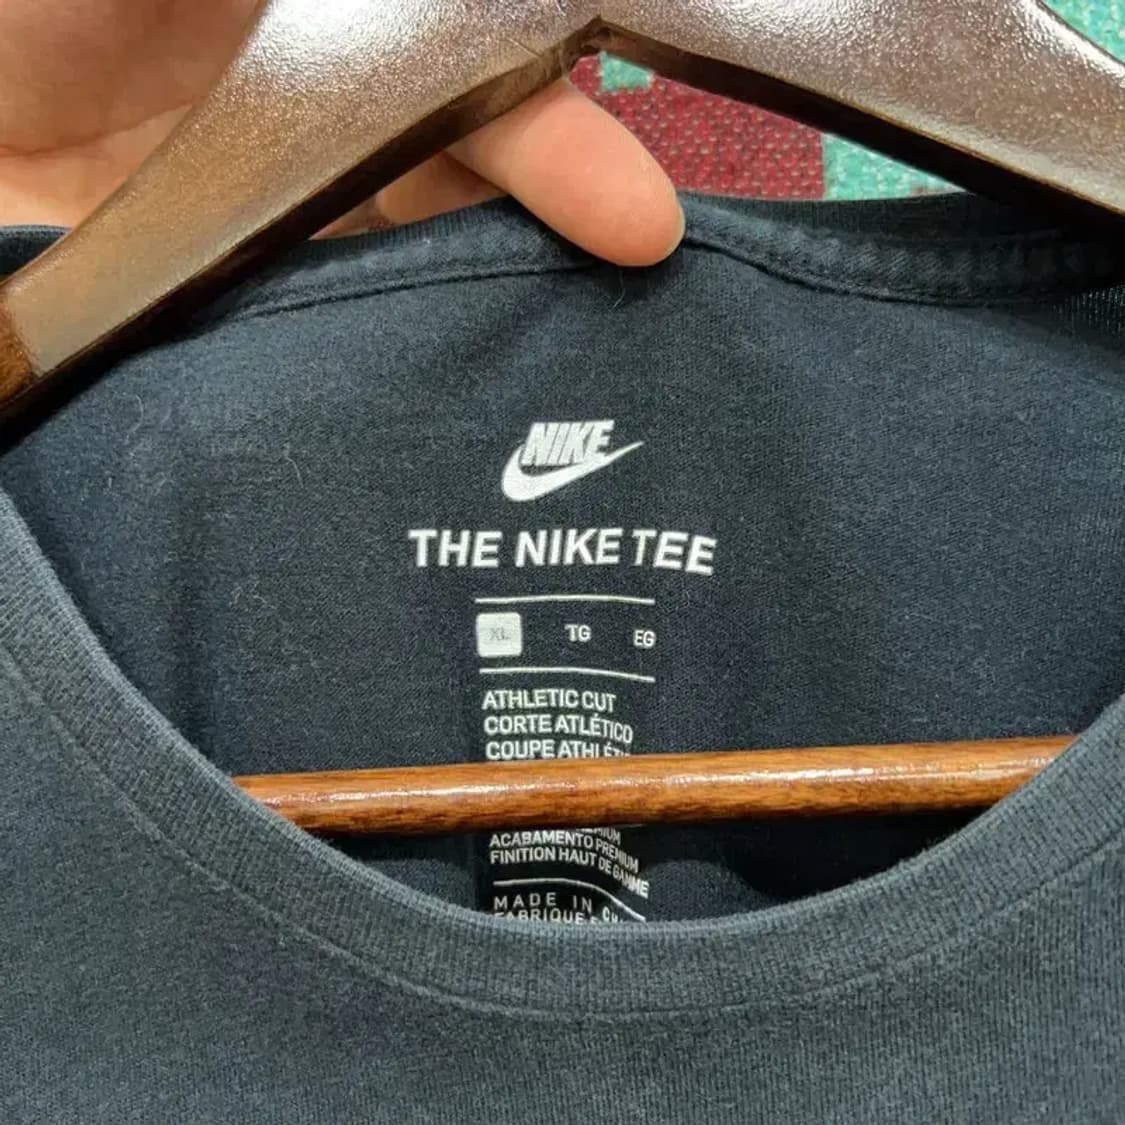 NIKE
THE NIKE TEE
XL TG EG
ATHLETIC CUT
CORTE ATLÉTICO
COUPE
ACABAMENTO PREMIUM
FINITION HAUT DE GAMME
MADE IN